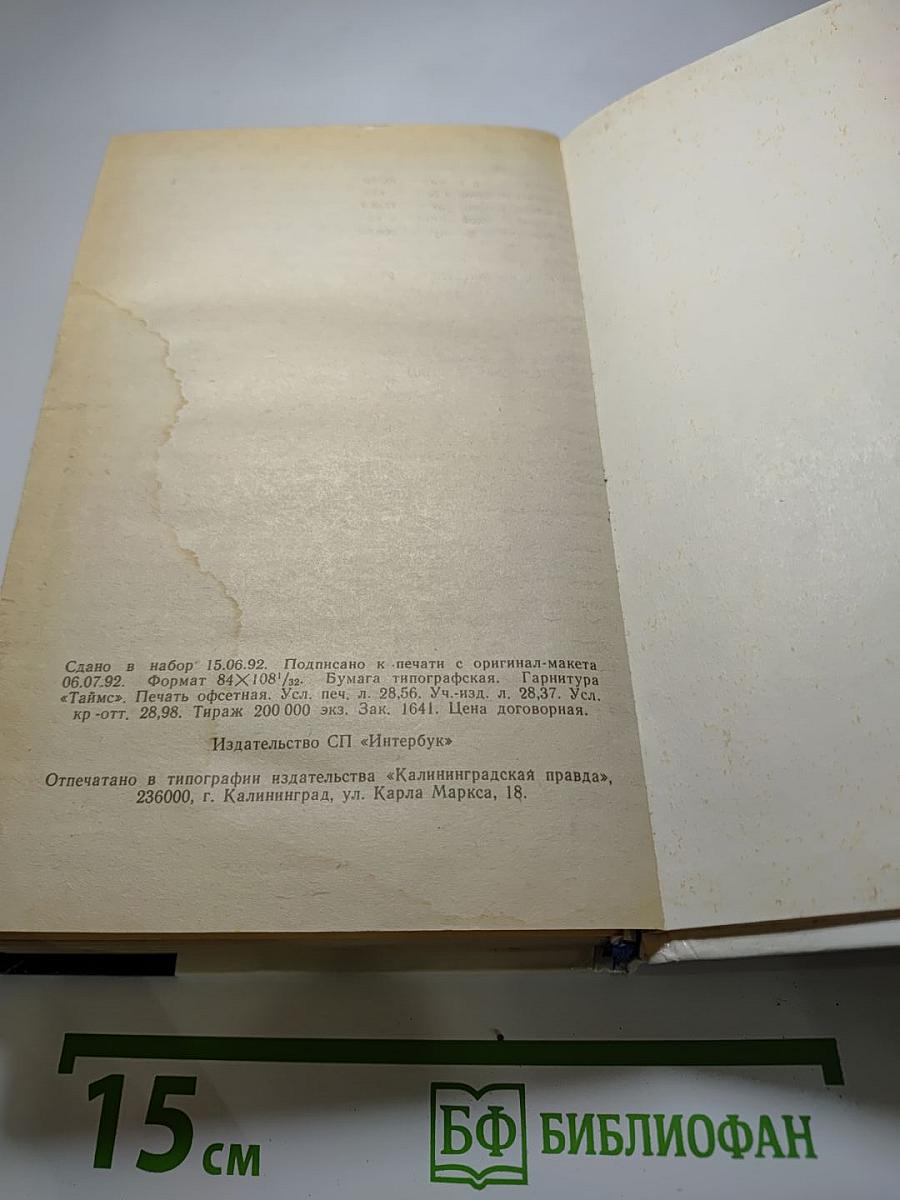 Сдано в набор 15.06.92. Подписано к печати с оригинал-макета
06.07.92. Формат 84×108¹/₃₂. Бумага типографская. Гарнитура
«Таймс». Печать офсетная. Усл. печ. л. 28,56. Уч.-изд. л. 28,37. Усл.
кр-отт. 28,98. Тираж 200 000 экз. Зак. 1641. Цена договорная.
Издательство СП «Интербук»
Отпечатано в типографии издательства «Калининградская правда»,
236000, г. Калининград, ул. Карла Маркса, 18.
15 см
БФ БИБЛИОФАН